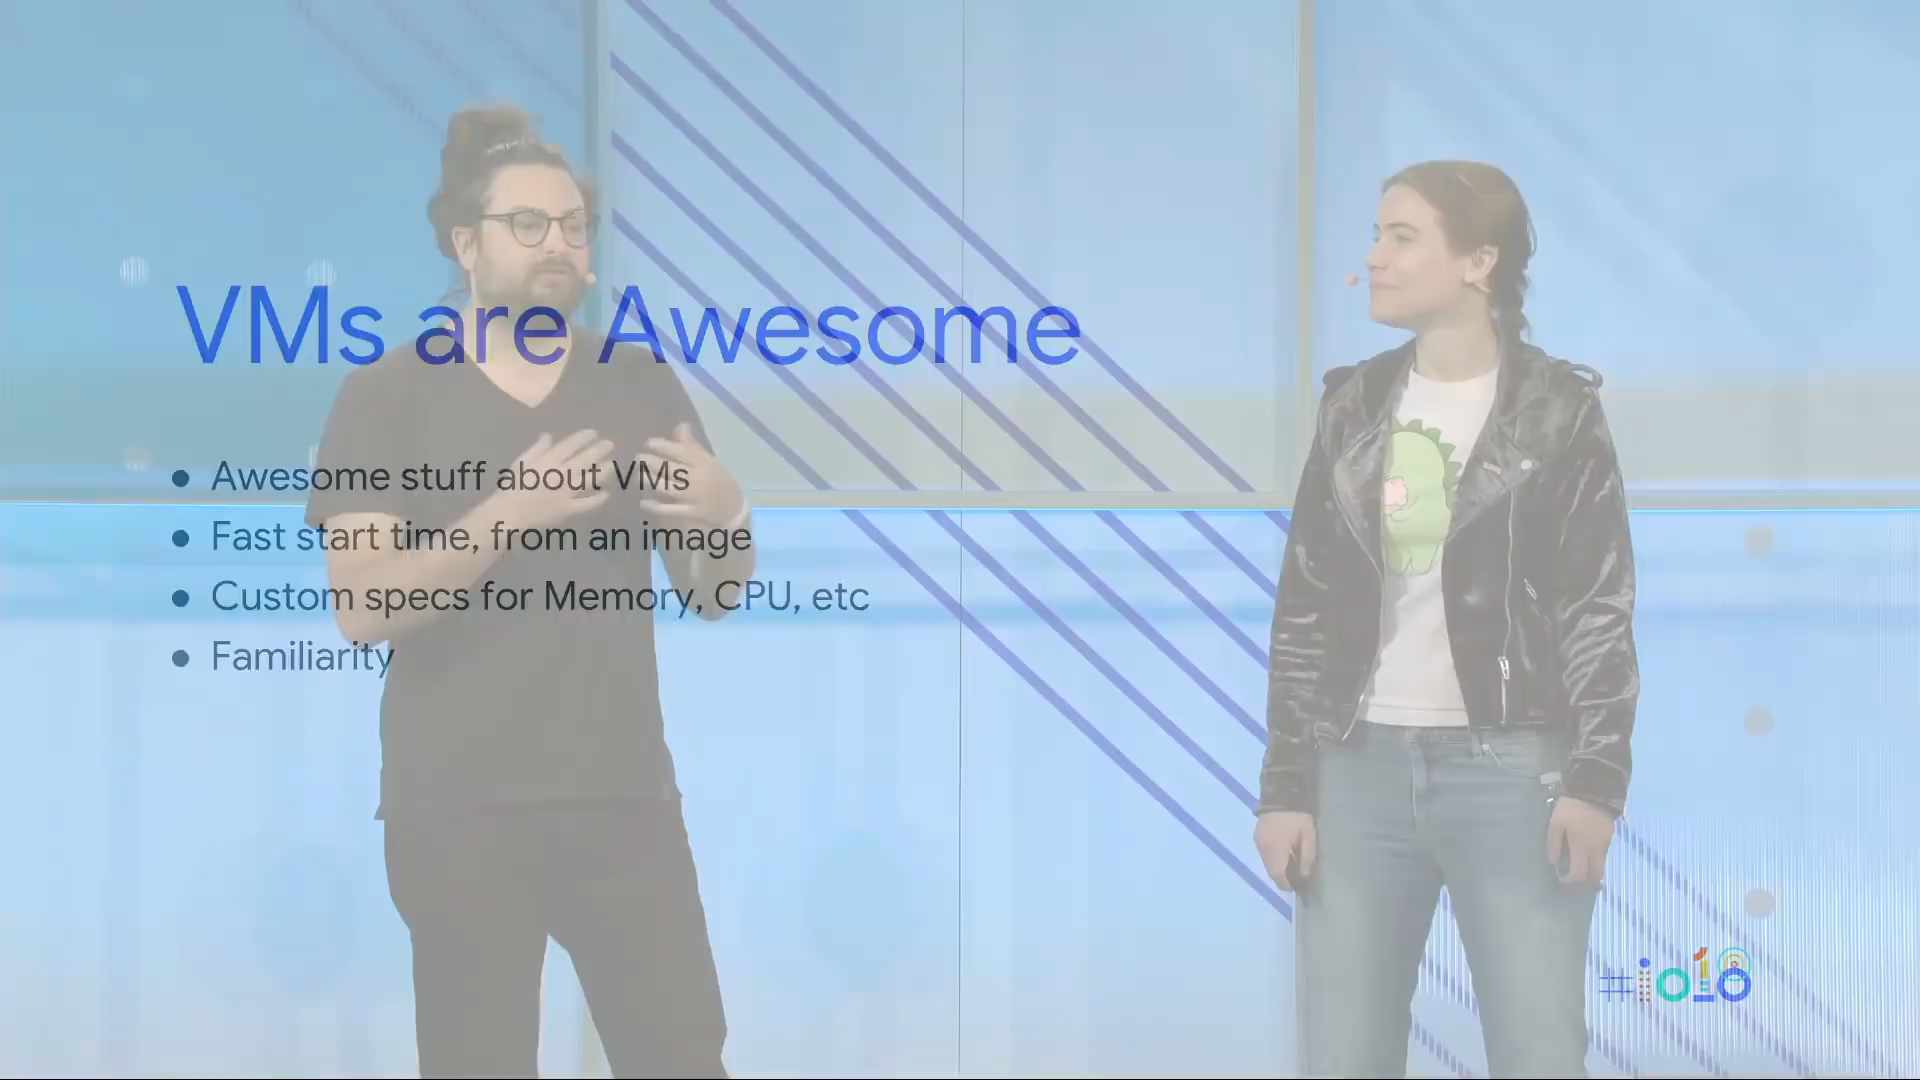 VMs are Awesome
● Awesome stuff about VMs
● Fast start time, from an image
● Custom specs for Memory, CPU, etc
● Familiarity
#io18